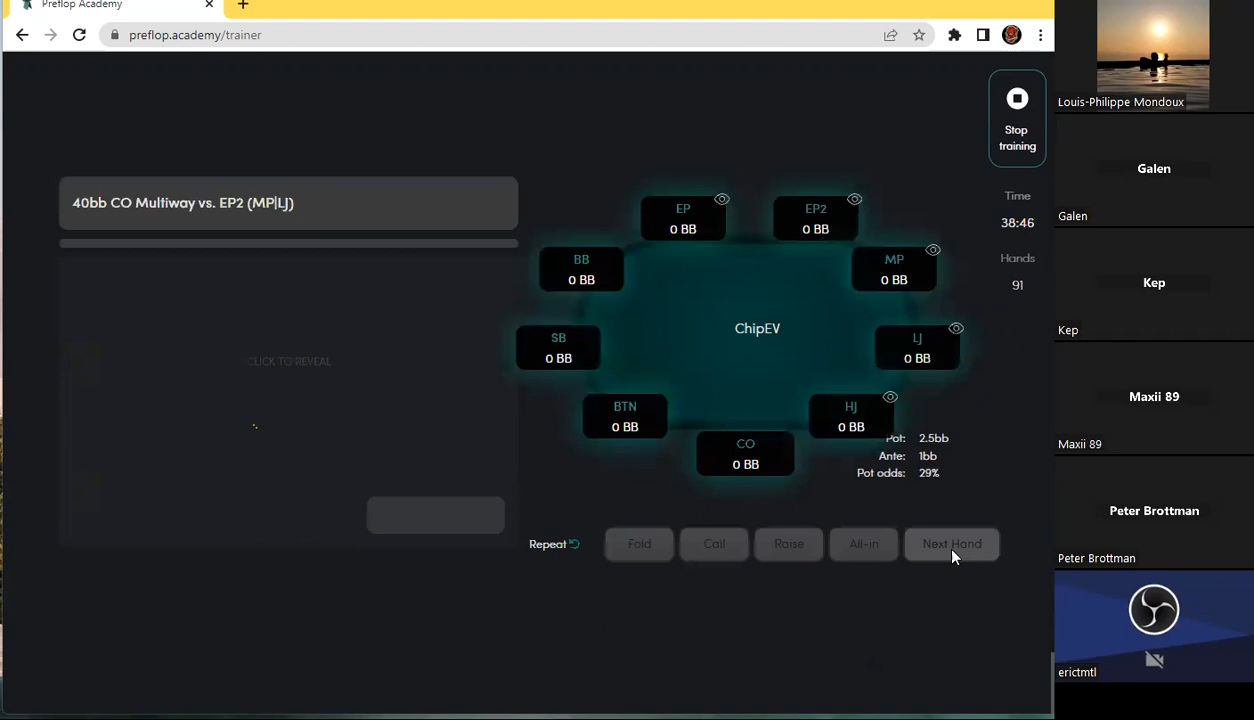 Preflop Academy
preflop.academy/trainer
Stop
training
Time
38:46
Hands
91
40bb CO Multiway vs. EP2 (MP|LJ)
CLICK TO REVEAL
EP
0 BB
EP2
0 BB
BB
0 BB
MP
0 BB
ChipEV
SB
0 BB
LJ
0 BB
BTN
0 BB
HJ
0 BB
CO
0 BB
Pot: 2.5bb
Ante: 1bb
Pot odds: 29%
Repeat
Fold
Call
Raise
All-in
Next Hand
Louis-Philippe Mondoux
Galen
Galen
Kep
Kep
Maxii 89
Maxii 89
Peter Brottman
Peter Brottman
erictmtl